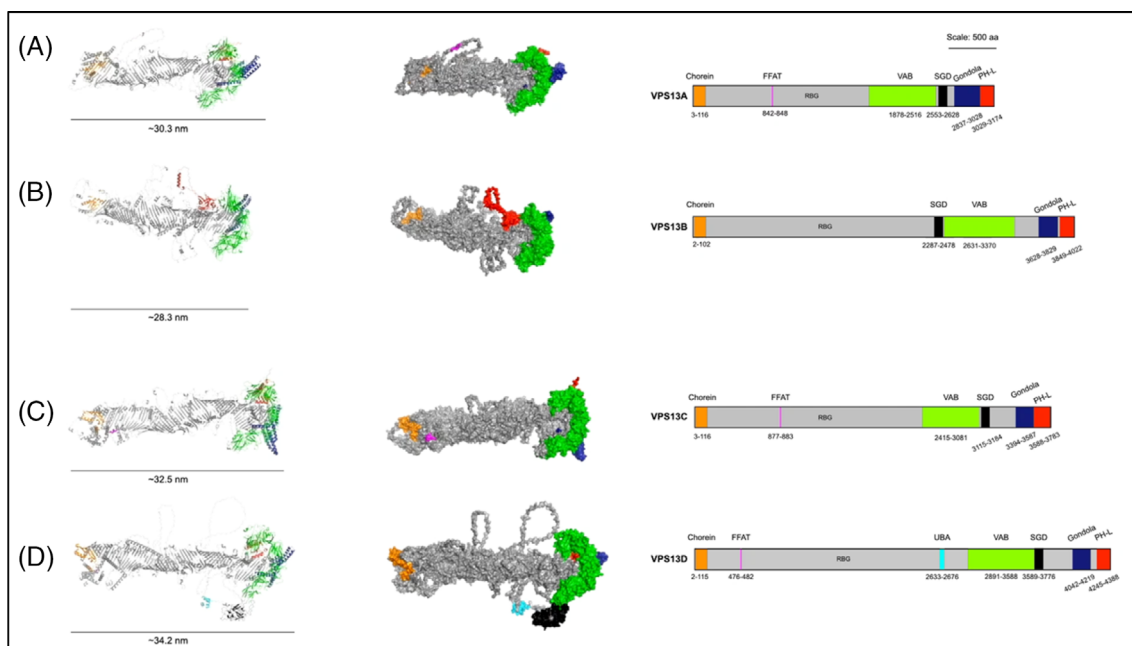 (A)
~30.3 nm
Scale: 500 aa
Chorein FFAT VAB SGD Gondola PH-L
VPS13A RBG
3-116 842-848 1878-2516 2553-2628 2837-3028 3029-3174
(B)
~28.3 nm
Chorein SGD VAB Gondola PH-L
VPS13B RBG
2-102 2287-2478 2631-3370 3628-3829 3849-4022
(C)
~32.5 nm
Chorein FFAT VAB SGD Gondola PH-L
VPS13C RBG
3-116 877-883 2415-3081 3115-3184 3394-3587 3588-3783
(D)
~34.2 nm
Chorein FFAT UBA VAB SGD Gondola PH-L
VPS13D RBG
2-115 476-482 2633-2676 2891-3588 3589-3776 4042-4219 4245-4388